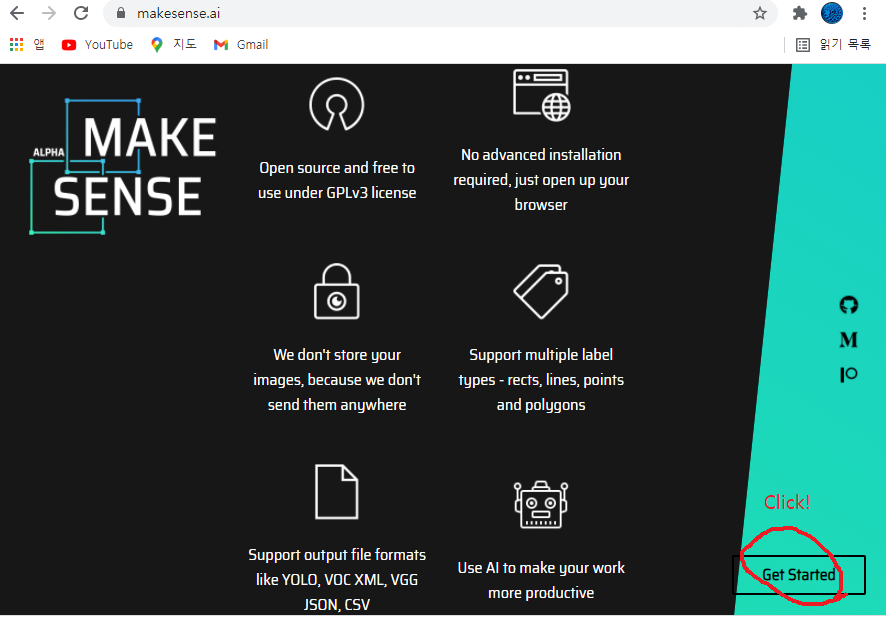 makesense.ai
앱 YouTube 지도 Gmail 읽기 목록
ALPHA MAKE
SENSE
Open source and free to
use under GPLv3 license
No advanced installation
required, just open up your
browser
We don't store your
images, because we don't
send them anywhere
Support multiple label
types - rects, lines, points
and polygons
Support output file formats
like YOLO, VOC XML, VGG
JSON, CSV
Use AI to make your work
more productive
Click!
Get Started